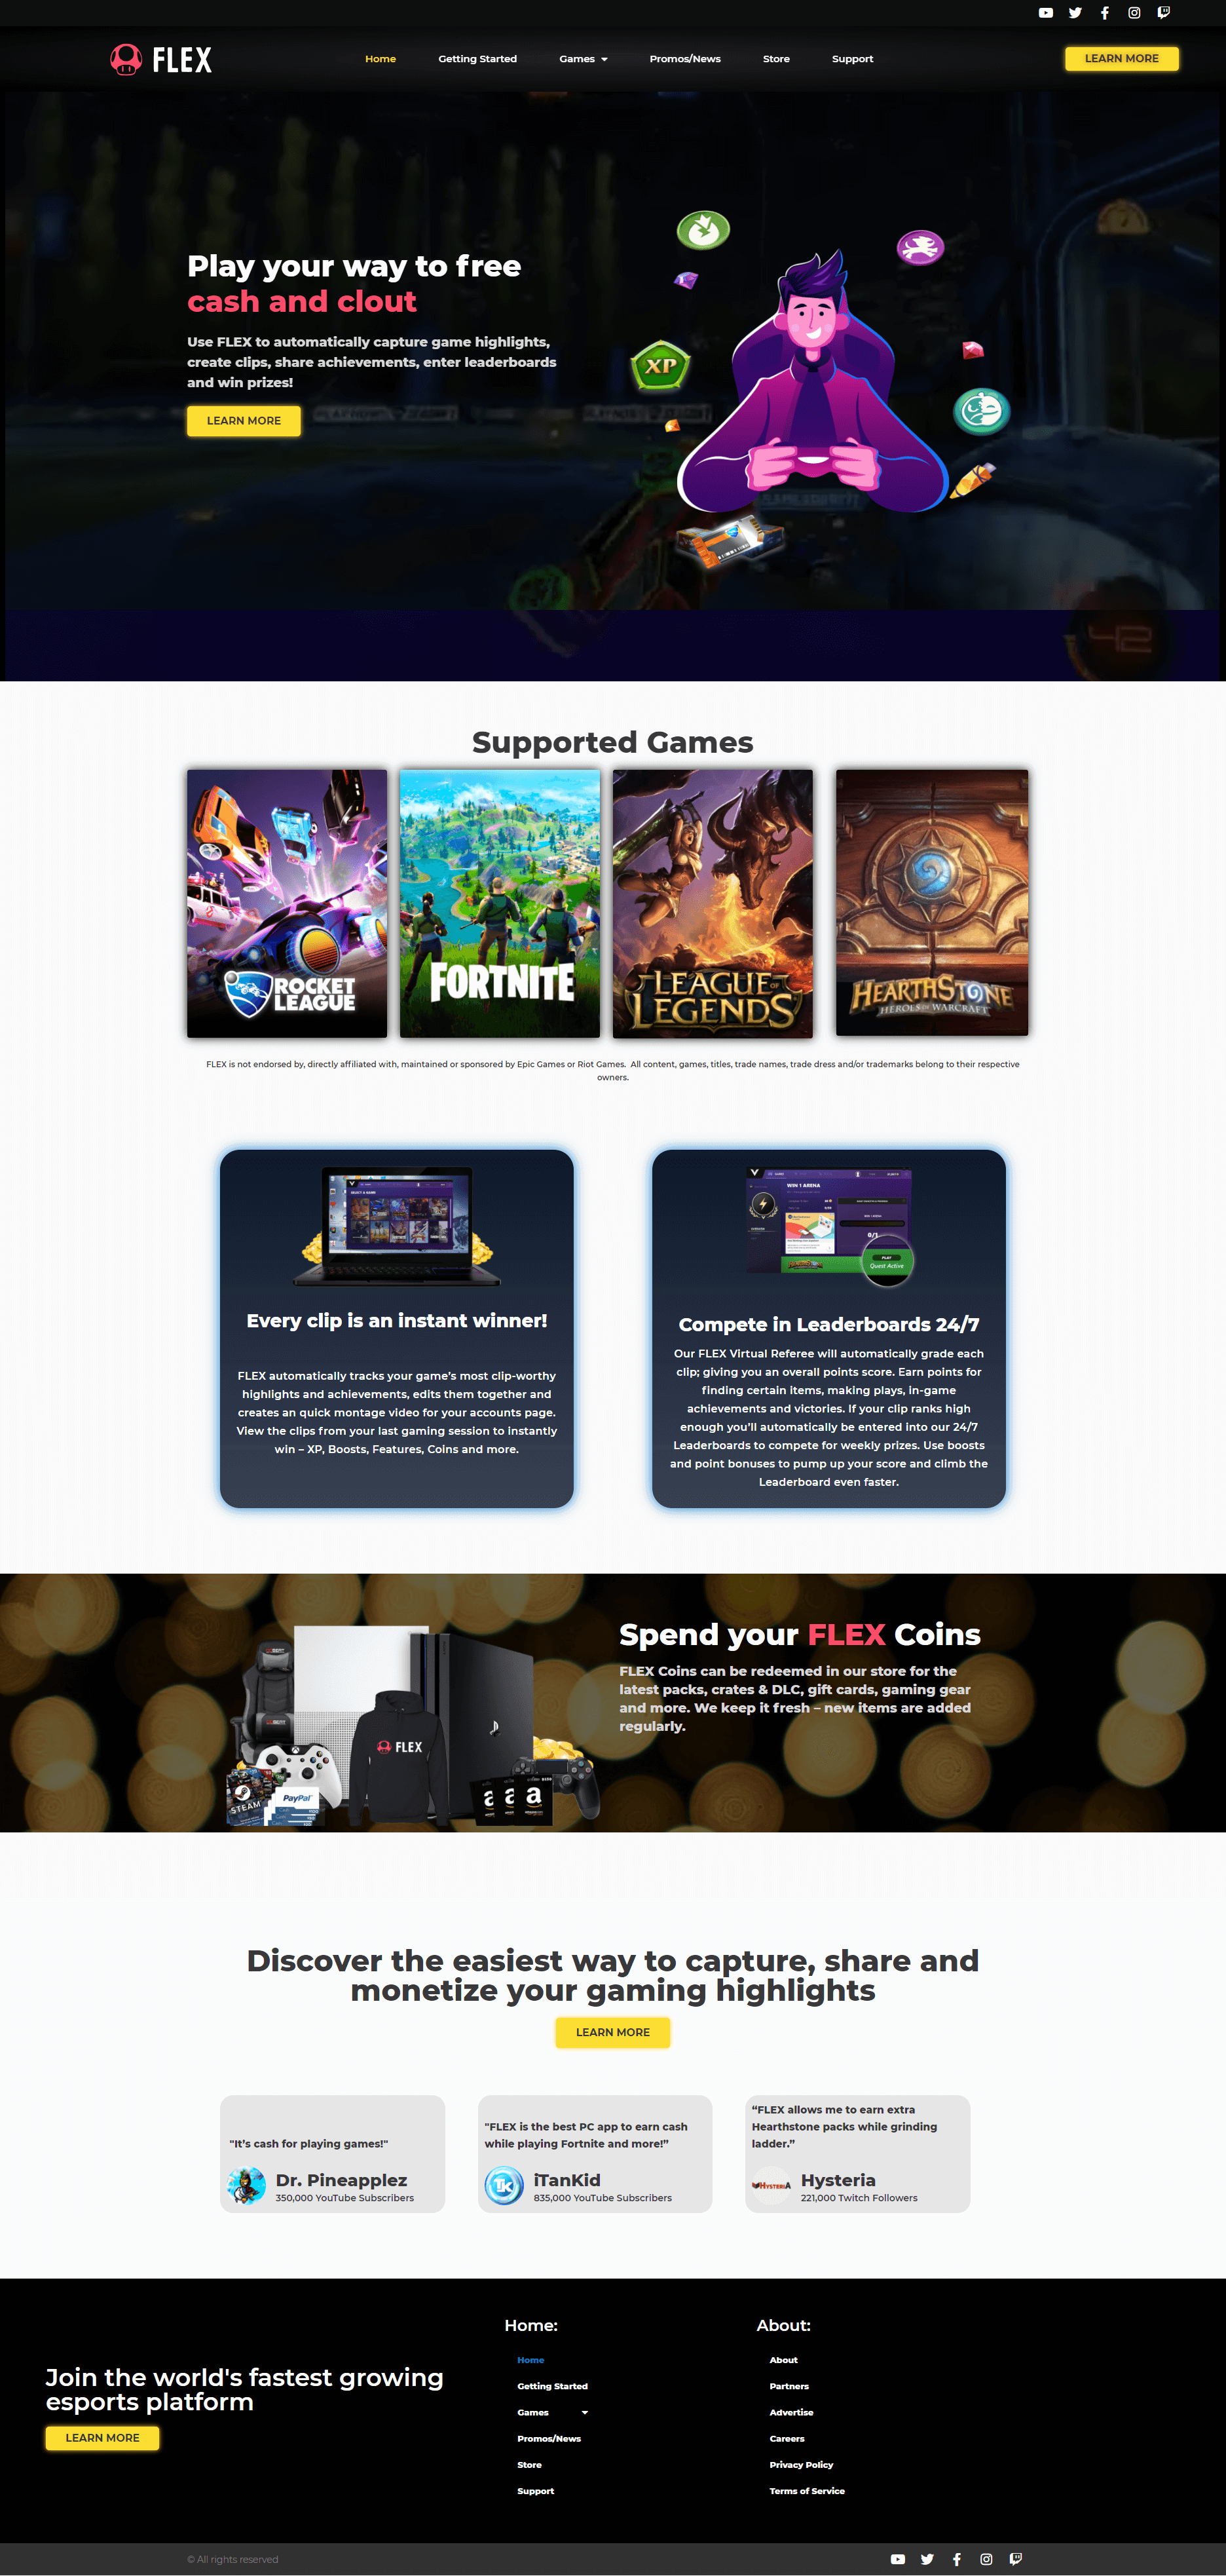 FLEX
Home
Getting Started
Games
Promos/News
Store
Support
LEARN MORE
Play your way to free
cash and clout
Use FLEX to automatically capture game highlights,
create clips, share achievements, enter leaderboards
and win prizes!
LEARN MORE
XP
42
Supported Games
ROCKET
LEAGUE
FORTNITE
LEAGUE OF
LEGENDS
HEARTHSTONE
HEROES OF WARCRAFT
FLEX is not endorsed by, directly affiliated with, maintained or sponsored by Epic Games or Riot Games. All content, games, titles, trade names, trade dress and/or trademarks belong to their respective
owners.
SELECT A GAME
Every clip is an instant winner!
FLEX automatically tracks your game's most clip-worthy
highlights and achievements, edits them together and
creates an quick montage video for your accounts page.
View the clips from your last gaming session to instantly
win – XP, Boosts, Features, Coins and more.
WIN 1 ARENA
WIN 1 ARENA
0/1
PLAY
Quest Active
Compete in Leaderboards 24/7
Our FLEX Virtual Referee will automatically grade each
clip; giving you an overall points score. Earn points for
finding certain items, making plays, in-game
achievements and victories. If your clip ranks high
enough you'll automatically be entered into our 24/7
Leaderboards to compete for weekly prizes. Use boosts
and point bonuses to pump up your score and climb the
Leaderboard even faster.
Spend your FLEX Coins
FLEX Coins can be redeemed in our store for the
latest packs, crates & DLC, gift cards, gaming gear
and more. We keep it fresh – new items are added
regularly.
FLEX
STEAM
PayPal
a
a
a
Discover the easiest way to capture, share and
monetize your gaming highlights
LEARN MORE
"It's cash for playing games!"
Dr. Pineapplez
350,000 YouTube Subscribers
"FLEX is the best PC app to earn cash
while playing Fortnite and more!”
TK
iTanKid
835,000 YouTube Subscribers
“FLEX allows me to earn extra
Hearthstone packs while grinding
ladder.”
HYSTERIA
Hysteria
221,000 Twitch Followers
Join the world's fastest growing
esports platform
LEARN MORE
Home:
Home
Getting Started
Games
Promos/News
Store
Support
About:
About
Partners
Advertise
Careers
Privacy Policy
Terms of Service
© All rights reserved